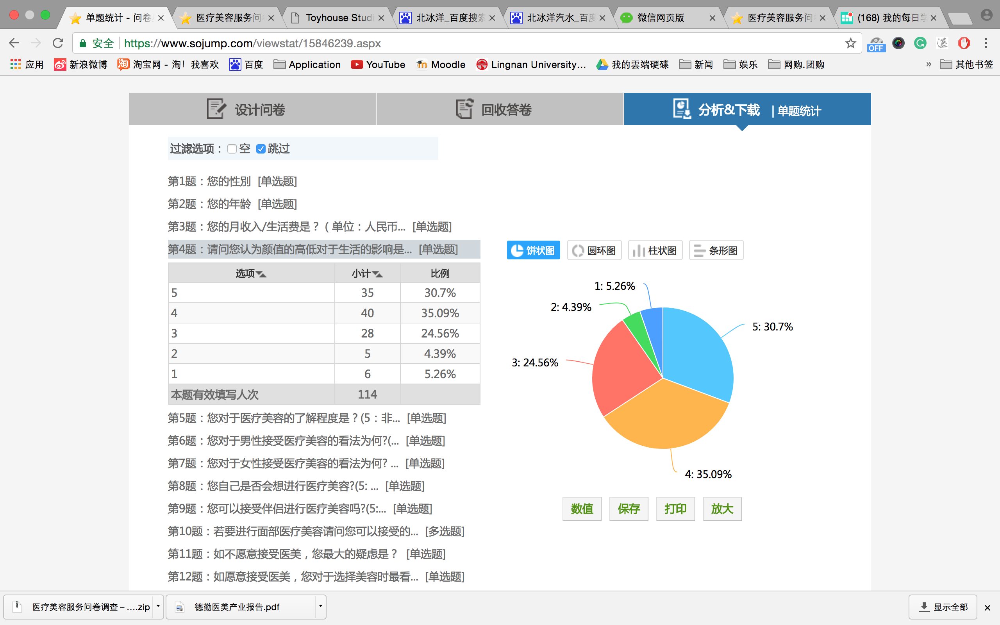 单题统计 - 问卷
医疗美容服务问
Toyhouse Studi
北冰洋_百度搜索
北冰洋汽水_百度
微信网页版
医疗美容服务问
(168) 我的每日学
安全 https://www.sojump.com/viewstat/15846239.aspx
OFF
应用 新浪微博 淘宝网 - 淘！我喜欢 百度 Application YouTube Moodle Lingnan University... 我的雲端硬碟 新闻 娱乐 网购.团购 » 其他书签
设计问卷 回收答卷 分析&下载 | 单题统计
过滤选项： 空 跳过
第1题：您的性別 [单选题]
第2题：您的年龄 [单选题]
第3题：您的月收入/生活费是？（单位：人民币... [单选题]
第4题：请问您认为颜值的高低对于生活的影响是... [单选题]
饼状图 圆环图 柱状图 条形图
选项 小计 比例
5 35 30.7%
4 40 35.09%
3 28 24.56%
2 5 4.39%
1 6 5.26%
本题有效填写人次 114
1: 5.26%
2: 4.39%
5: 30.7%
3: 24.56%
4: 35.09%
第5题：您对于医疗美容的了解程度是？(5：非... [单选题]
第6题：您对于男性接受医疗美容的看法为何?(... [单选题]
第7题：您对于女性接受医疗美容的看法为何? ... [单选题]
第8题：您自己是否会想进行医疗美容?(5: ... [单选题]
第9题：您可以接受伴侣进行医疗美容吗?(5:... [单选题]
数值 保存 打印 放大
第10题：若要进行面部医疗美容请问您可以接受的... [多选题]
第11题：如不愿意接受医美，您最大的疑虑是？ [单选题]
第12题：如愿意接受医美，您对于选择美容时最看... [单选题]
医疗美容服务问卷调查 – ....zip 德勤医美产业报告.pdf 显示全部